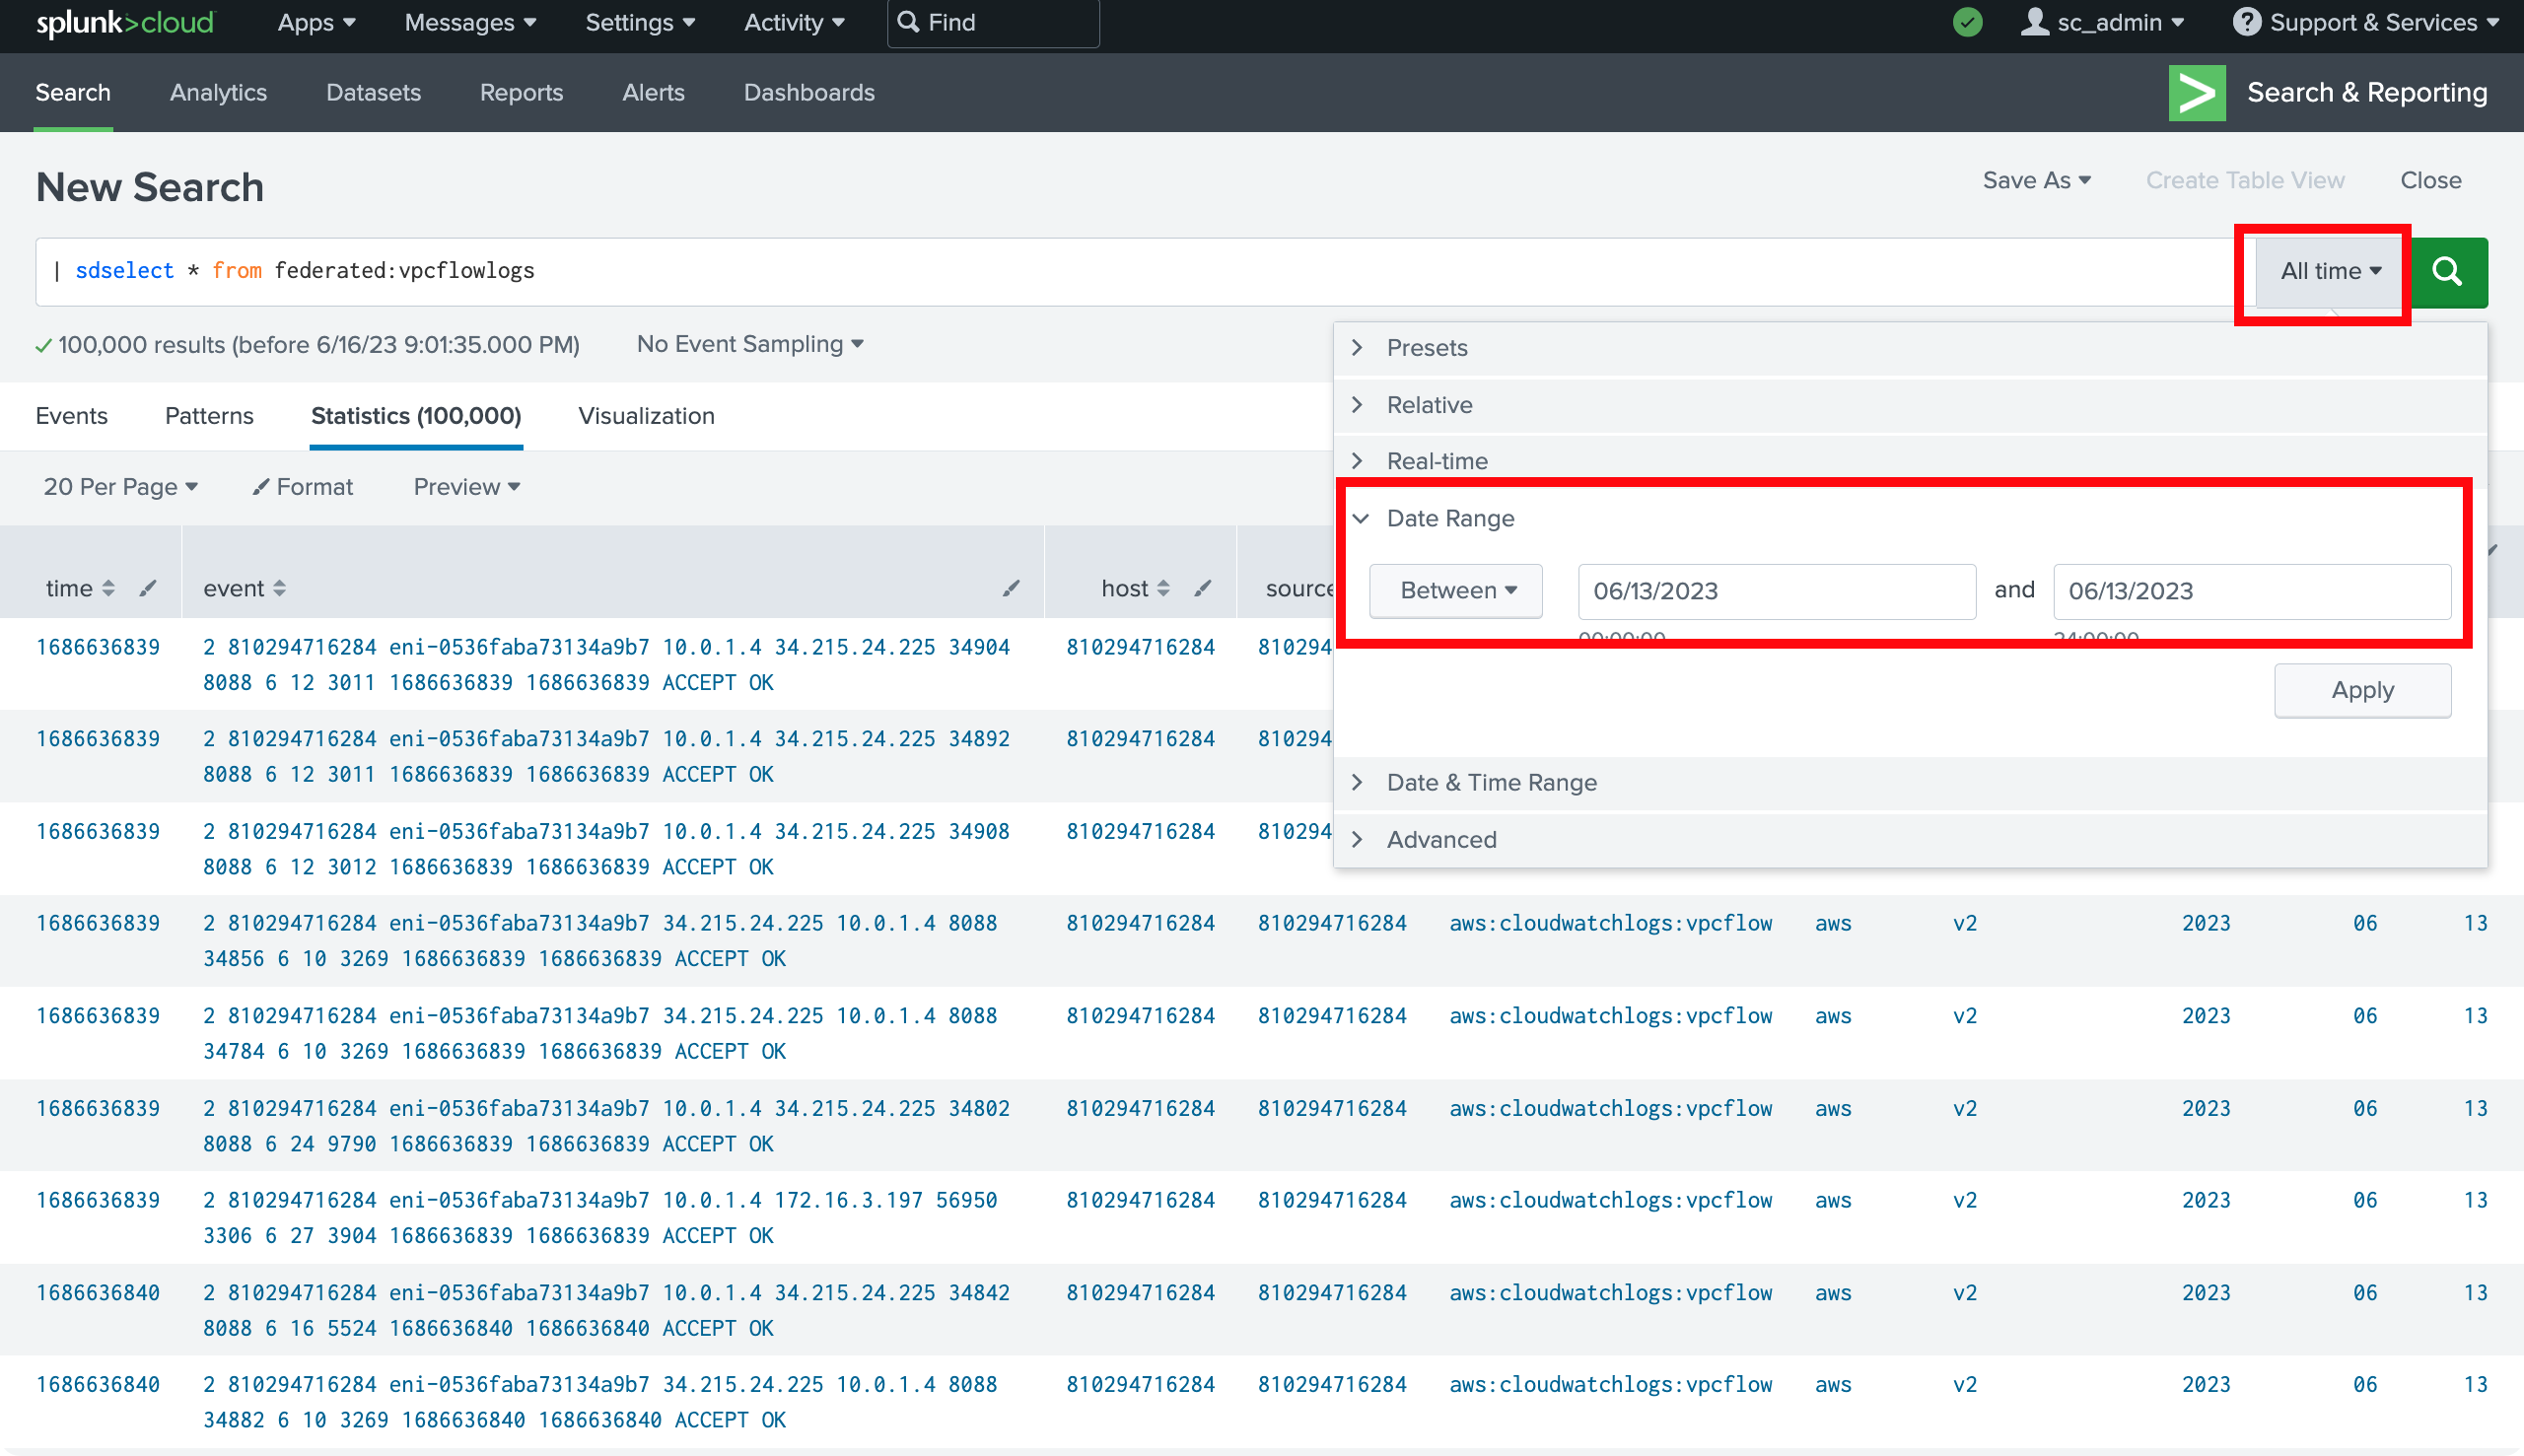 splunk>cloud Apps Messages Settings Activity Find sc_admin ? Support & Services
Search Analytics Datasets Reports Alerts Dashboards > Search & Reporting
New Search Save As Create Table View Close
| sdselect * from federated:vpcflowlogs All time
100,000 results (before 6/16/23 9:01:35.000 PM) No Event Sampling
Presets
Relative
Real-time
Date Range
Between 06/13/2023 and 06/13/2023
00:00:00 24:00:00
Apply
Date & Time Range
Advanced
Events Patterns Statistics (100,000) Visualization
20 Per Page Format Preview
time event host source
1686636839 2 810294716284 eni-0536faba73134a9b7 10.0.1.4 34.215.24.225 34904 810294716284 810294
8088 6 12 3011 1686636839 1686636839 ACCEPT OK
1686636839 2 810294716284 eni-0536faba73134a9b7 10.0.1.4 34.215.24.225 34892 810294716284 810294
8088 6 12 3011 1686636839 1686636839 ACCEPT OK
1686636839 2 810294716284 eni-0536faba73134a9b7 10.0.1.4 34.215.24.225 34908 810294716284 810294
8088 6 12 3012 1686636839 1686636839 ACCEPT OK
1686636839 2 810294716284 eni-0536faba73134a9b7 34.215.24.225 10.0.1.4 8088 810294716284 810294716284 aws:cloudwatchlogs:vpcflow aws v2 2023 06 13
34856 6 10 3269 1686636839 1686636839 ACCEPT OK
1686636839 2 810294716284 eni-0536faba73134a9b7 34.215.24.225 10.0.1.4 8088 810294716284 810294716284 aws:cloudwatchlogs:vpcflow aws v2 2023 06 13
34784 6 10 3269 1686636839 1686636839 ACCEPT OK
1686636839 2 810294716284 eni-0536faba73134a9b7 10.0.1.4 34.215.24.225 34802 810294716284 810294716284 aws:cloudwatchlogs:vpcflow aws v2 2023 06 13
8088 6 24 9790 1686636839 1686636839 ACCEPT OK
1686636839 2 810294716284 eni-0536faba73134a9b7 10.0.1.4 172.16.3.197 56950 810294716284 810294716284 aws:cloudwatchlogs:vpcflow aws v2 2023 06 13
3306 6 27 3904 1686636839 1686636839 ACCEPT OK
1686636840 2 810294716284 eni-0536faba73134a9b7 10.0.1.4 34.215.24.225 34842 810294716284 810294716284 aws:cloudwatchlogs:vpcflow aws v2 2023 06 13
8088 6 16 5524 1686636840 1686636840 ACCEPT OK
1686636840 2 810294716284 eni-0536faba73134a9b7 34.215.24.225 10.0.1.4 8088 810294716284 810294716284 aws:cloudwatchlogs:vpcflow aws v2 2023 06 13
34882 6 10 3269 1686636840 1686636840 ACCEPT OK